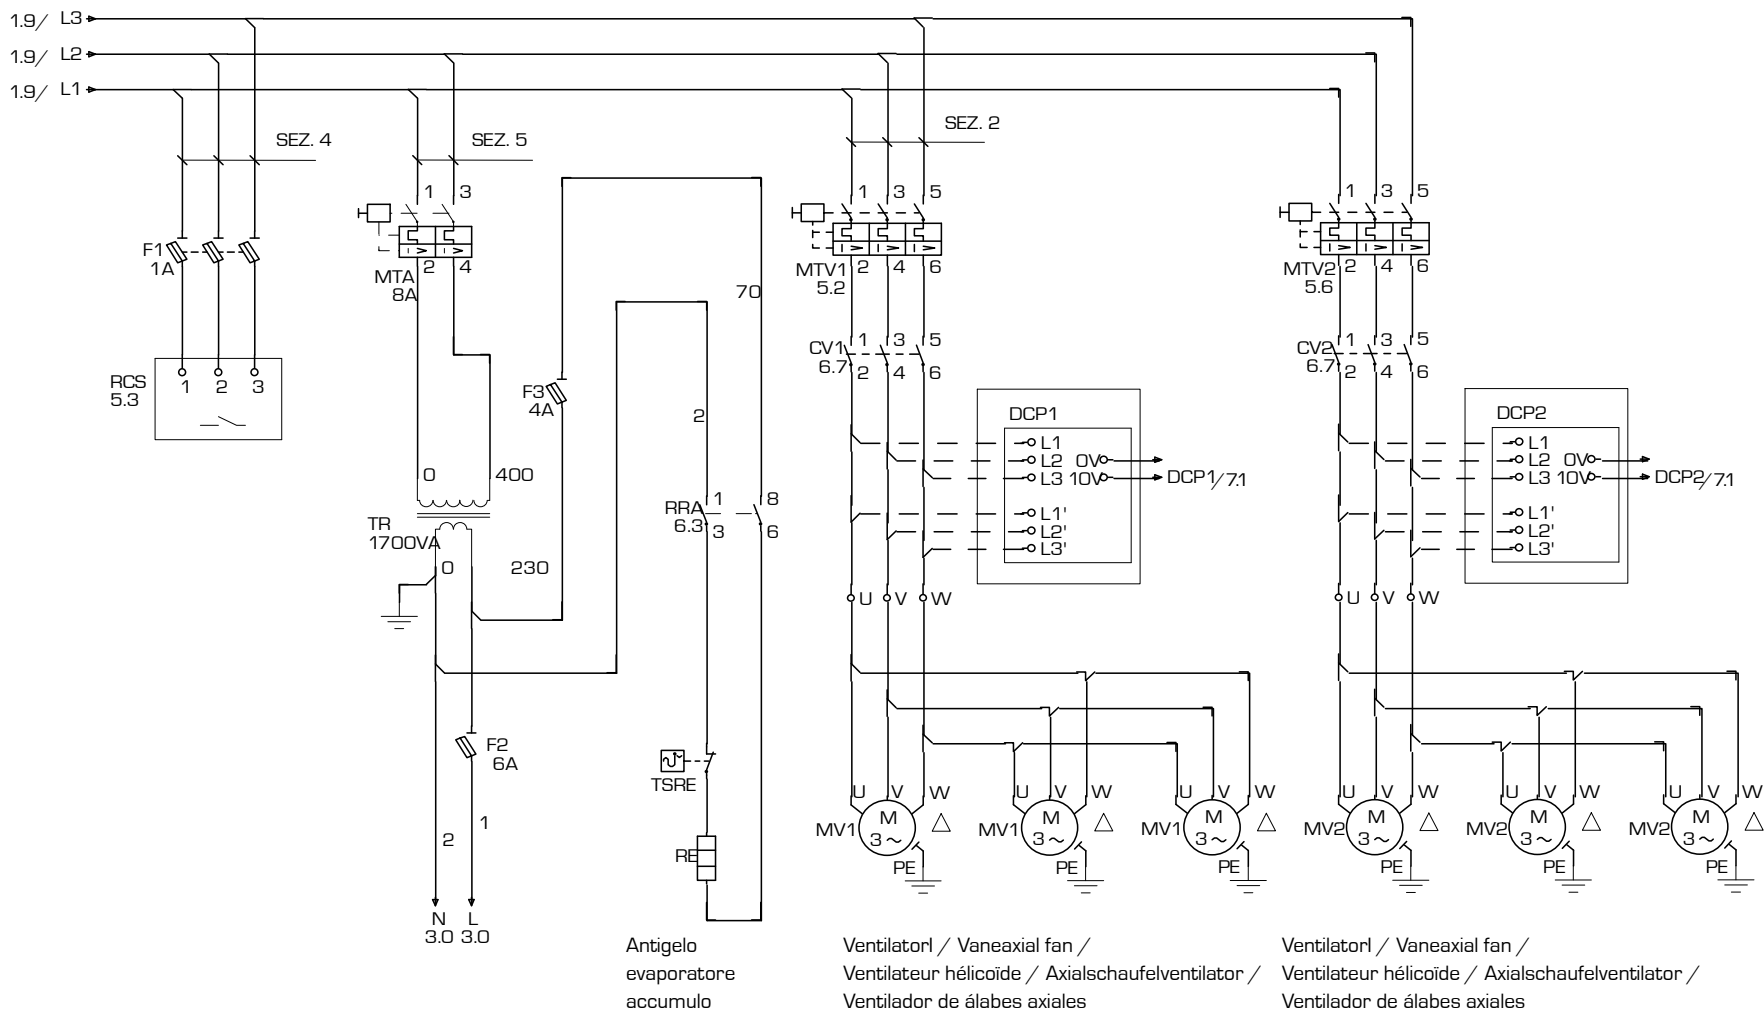 1.9/ L3
1.9/ L2
1.9/ L1
SEZ. 4
SEZ. 5
SEZ. 2
F1
1A
RCS
5.3
1 2 3
1 3
2 4
MTA
8A
0 400
TR
1700VA
0 230
F3
4A
F2
6A
2 1
N L
3.0 3.0
70
2
RRA
6.3
1 8
3 6
TSRE
RE
1 3 5
MTV1
5.2
2 4 6
CV1
6.7
1 3 5
2 4 6
DCP1
L1
L2 0V
L3 10V
DCP1/7.1
L1'
L2'
L3'
U V W
U V W
MV1
M
3~
PE
U V W
MV1
M
3~
PE
U V W
MV1
M
3~
PE
1 3 5
MTV2
5.6
2 4 6
CV2
6.7
1 3 5
2 4 6
DCP2
L1
L2 0V
L3 10V
DCP2/7.1
L1'
L2'
L3'
U V W
U V W
MV2
M
3~
PE
U V W
MV2
M
3~
PE
U V W
MV2
M
3~
PE
Antigelo
evaporatore
accumulo
VentilatorI / Vaneaxial fan /
Ventilateur hélicoïde / Axialschaufelventilator /
Ventilador de álabes axiales
VentilatorI / Vaneaxial fan /
Ventilateur hélicoïde / Axialschaufelventilator /
Ventilador de álabes axiales